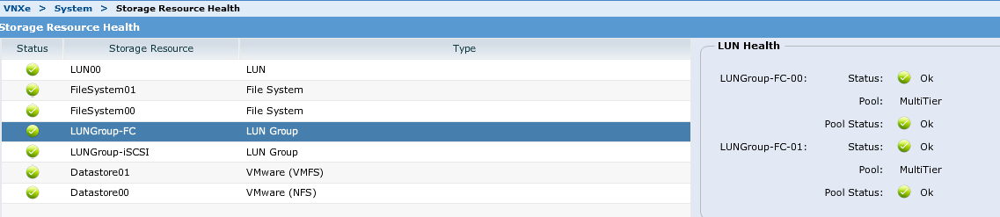 VNXe > System > Storage Resource Health
Storage Resource Health
Status Storage Resource Type
LUN00 LUN
FileSystem01 File System
FileSystem00 File System
LUNGroup-FC LUN Group
LUNGroup-iSCSI LUN Group
Datastore01 VMware (VMFS)
Datastore00 VMware (NFS)
LUN Health
LUNGroup-FC-00: Status: Ok
Pool: MultiTier
Pool Status: Ok
LUNGroup-FC-01: Status: Ok
Pool: MultiTier
Pool Status: Ok